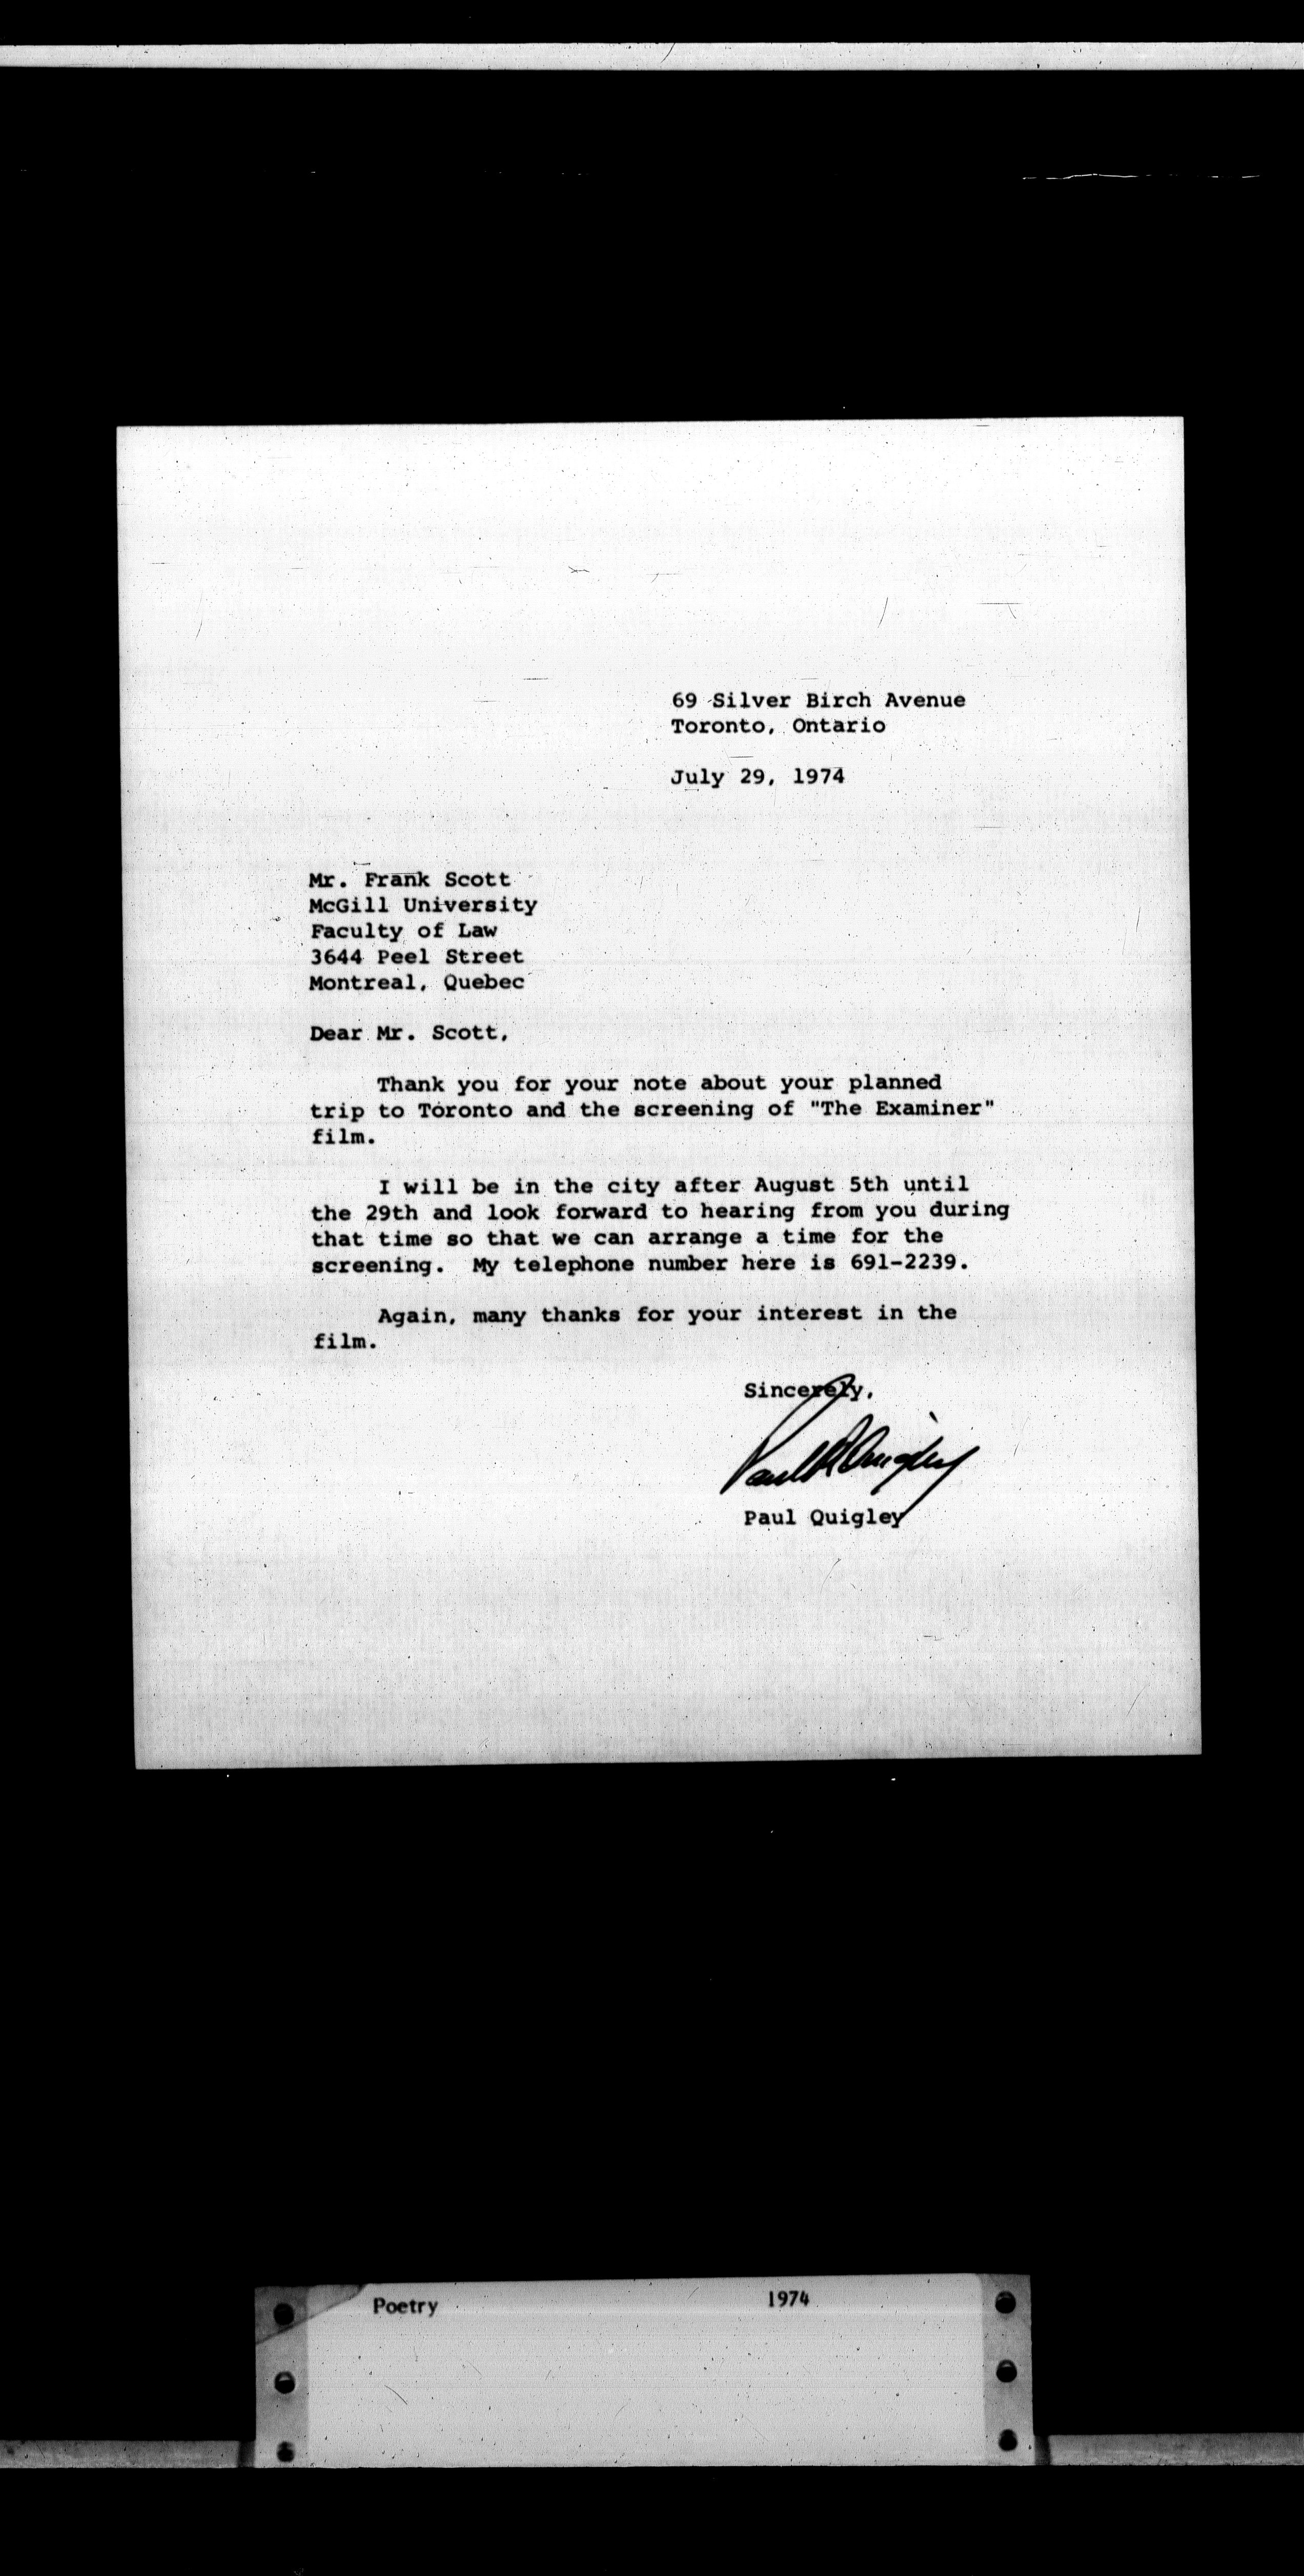 69 Silver Birch Avenue
Toronto, Ontario
July 29, 1974
Mr. Frank Scott
McGill University
Faculty of Law
3644 Peel Street
Montreal, Quebec
Dear Mr. Scott,
Thank you for your note about your planned
trip to Toronto and the screening of "The Examiner"
film.
I will be in the city after August 5th until
the 29th and look forward to hearing from you during
that time so that we can arrange a time for the
screening. My telephone number here is 691-2239.
Again, many thanks for your interest in the
film.
Sincerely,
Paul R Quigley
Paul Quigley
Poetry 1974